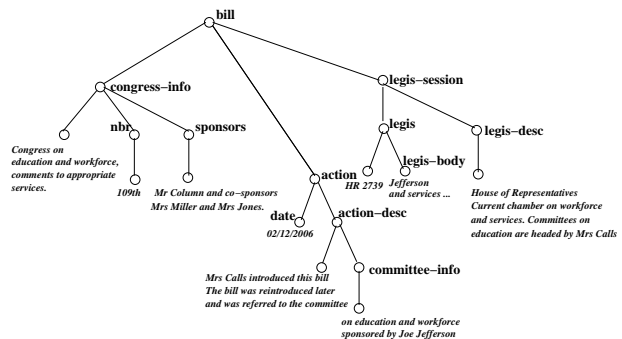 bill
congress-info
legis-session
nbr
sponsors
legis
legis-desc
Congress on
education and workforce,
comments to appropriate
services.
109th
Mr Column and co-sponsors
Mrs Miller and Mrs Jones.
action
HR 2739
legis-body
Jefferson
and services ...
House of Representatives
Current chamber on workforce
and services. Committees on
education are headed by Mrs Calls
date
02/12/2006
action-desc
Mrs Calls introduced this bill
The bill was reintroduced later
and was referred to the committee
committee-info
on education and workforce
sponsored by Joe Jefferson